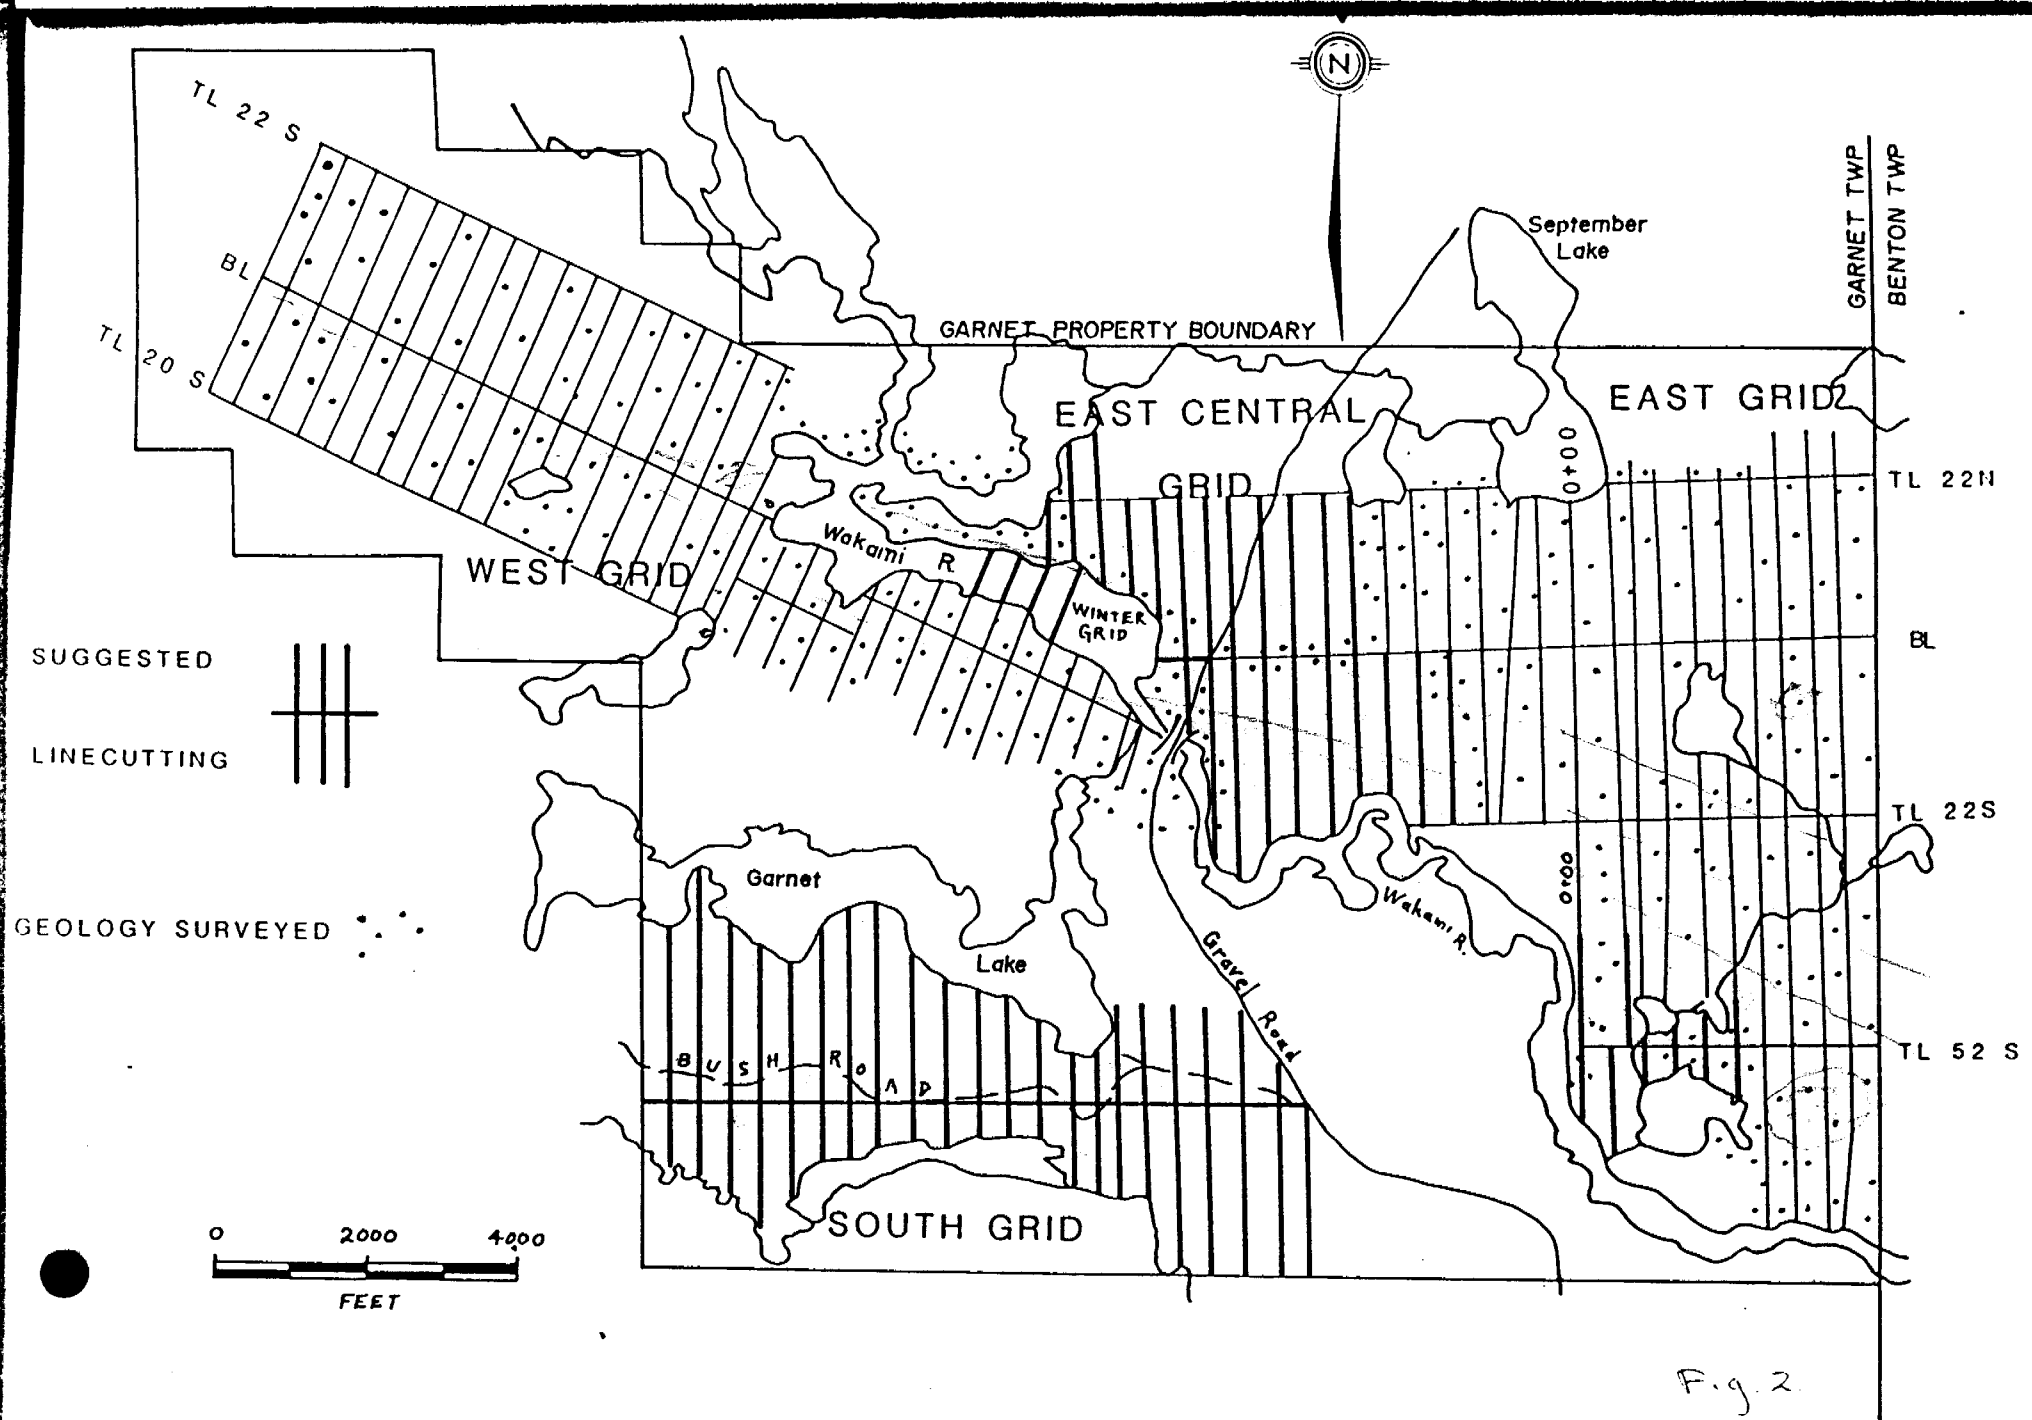 N
TL 22 S
BL
TL 20 S
September
Lake
GARNET TWP
BENTON TWP
GARNET PROPERTY BOUNDARY
EAST CENTRAL
GRID
EAST GRID
0+00
TL 22N
Wakami R
WEST GRID
WINTER
GRID
BL
SUGGESTED
LINECUTTING
TL 22S
0+00
Garnet
Lake
Wakami R.
GEOLOGY SURVEYED
Gravel Road
BUSH ROAD
TL 52 S
SOUTH GRID
0 2000 4000
FEET
Fig. 2.